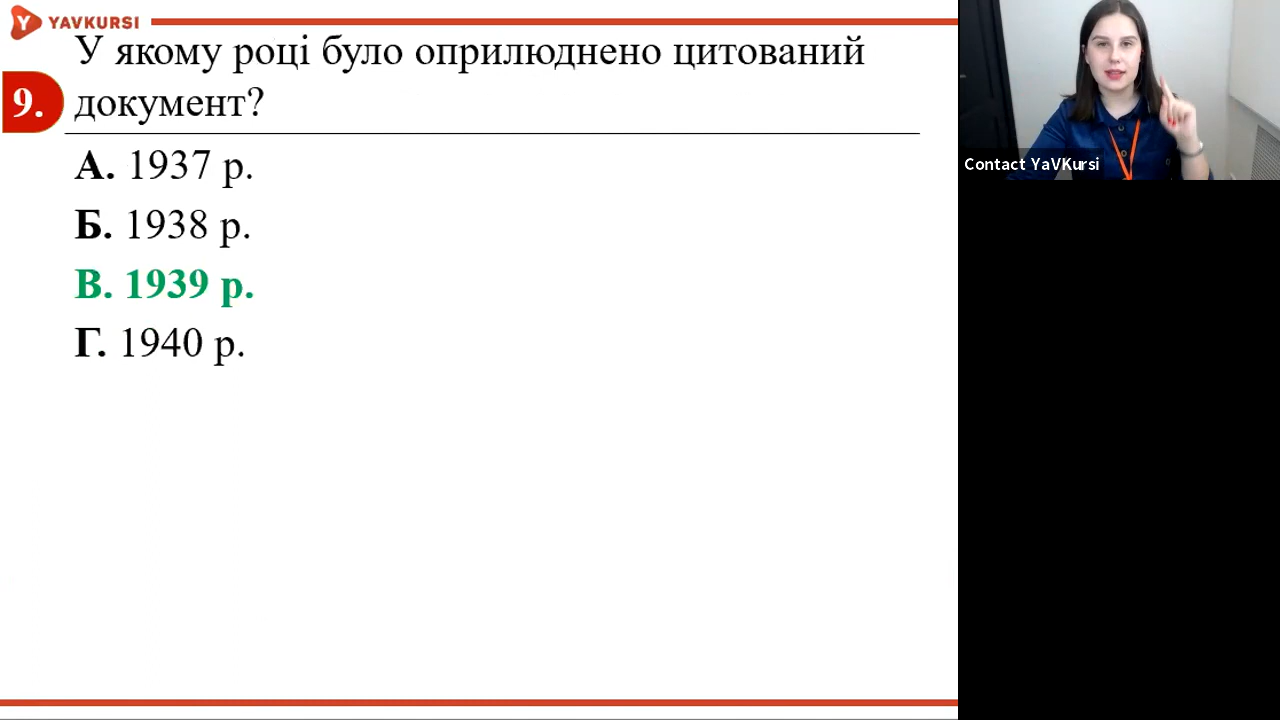 YAVKURSI
У якому році було оприлюднено цитований
9. документ?
А. 1937 р.
Б. 1938 р.
В. 1939 р.
Г. 1940 р.
Contact YaVKursi